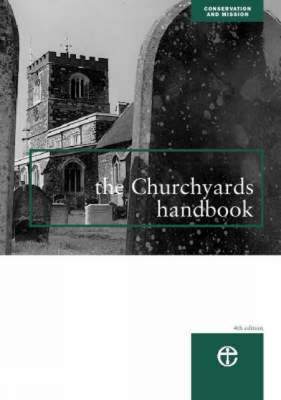 CONSERVATION
AND MISSION
the Churchyards
handbook
4th edition